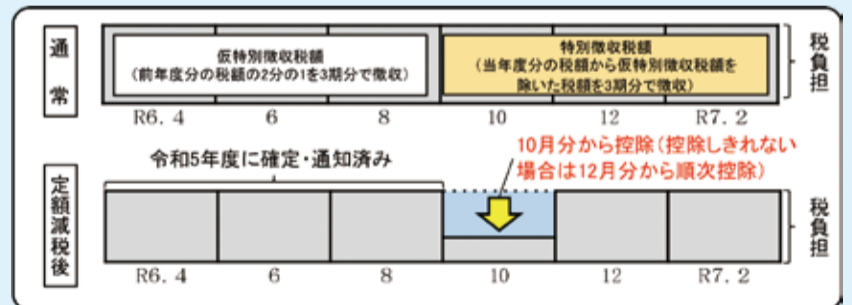 通常
仮特別徴収税額
(前年度分の税額の2分の1を3期分で徴収)
特別徴収税額
(当年度分の税額から仮特別徴収税額を
除いた税額を3期分で徴収)
税負担
R6. 4 6 8 10 12 R7. 2
令和5年度に確定・通知済み
10月分から控除(控除しきれない
場合は12月分から順次控除)
定額減税後
税負担
R6. 4 6 8 10 12 R7. 2